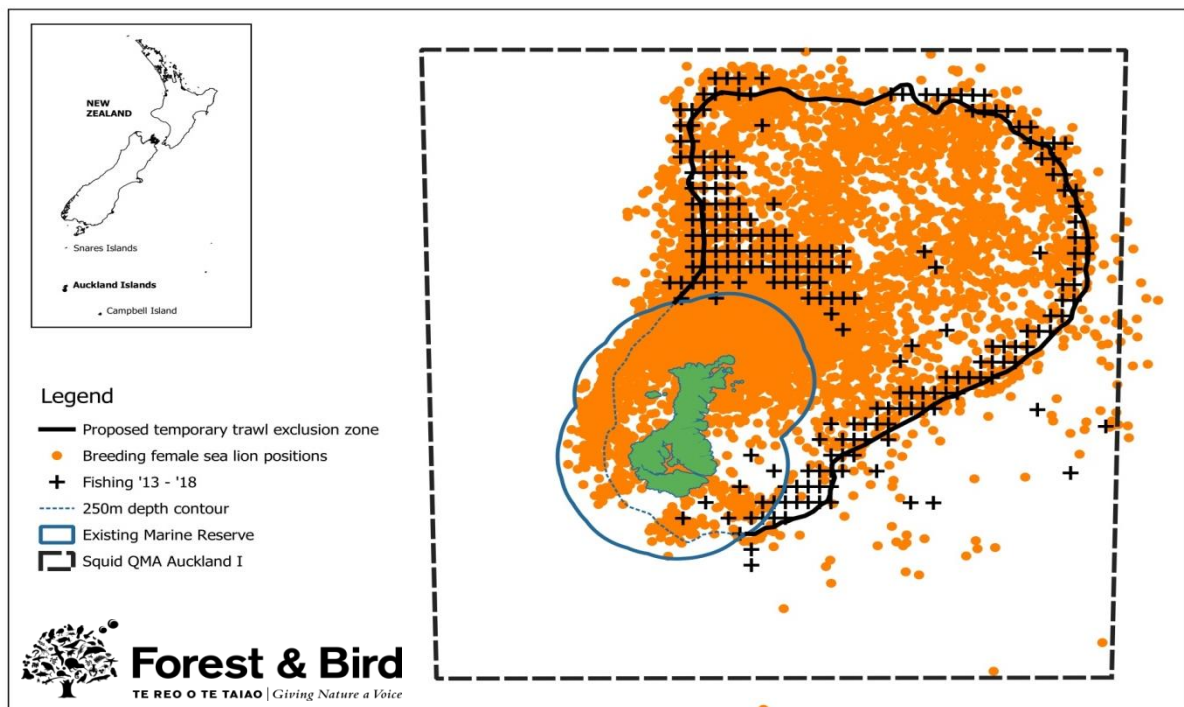 NEW
ZEALAND
Snares Islands
Auckland Islands
Campbell Island
Legend
Proposed temporary trawl exclusion zone
Breeding female sea lion positions
Fishing '13 - '18
250m depth contour
Existing Marine Reserve
Squid QMA Auckland I
Forest & Bird
TE REO O TE TAIAO | Giving Nature a Voice